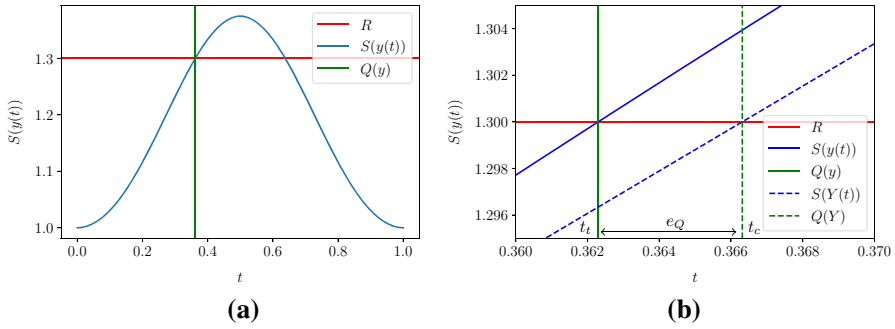 S(y(t))
1.3
1.2
1.1
1.0
0.0 0.2 0.4 0.6 0.8 1.0
t
R
S(y(t))
Q(y)
(a)
S(y(t))
1.304
1.302
1.300
1.298
1.296
0.360 0.362 0.364 0.366 0.368 0.370
t
R
S(y(t))
Q(y)
S(Y(t))
Q(Y)
t_t e_Q t_c
(b)